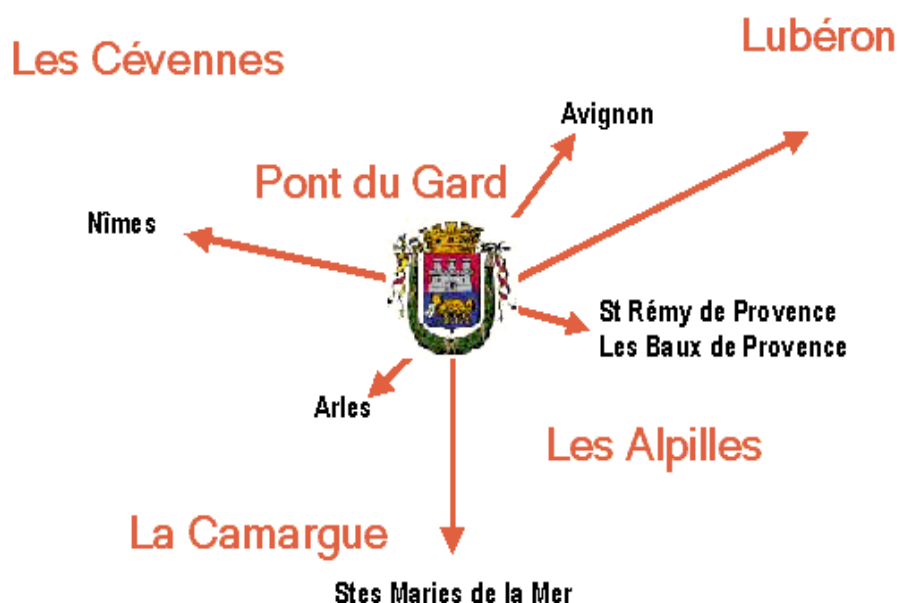 Lubéron
Les Cévennes
Avignon
Pont du Gard
Nîmes
St Rémy de Provence
Les Baux de Provence
Arles
Les Alpilles
La Camargue
Stes Maries de la Mer